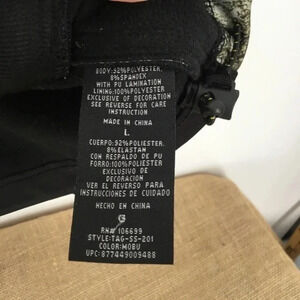 BODY:92%POLYESTER,
8%SPANDEX
WITH PU LAMINATION
LINING:100%POLYESTER
EXCLUSIVE OF DECORATION
SEE REVERSE FOR CARE
INSTRUCTION
MADE IN CHINA
L
CUERPO:92%POLIESTER,
8%ELASTAN
CON RESPALDO DE PU
FORRO:100%POLIESTER
EXCLUSIVO DE
DECORACIÓN
VER EL REVERSO PARA
INSTRUCCIONES DE CUIDADO
HECHO EN CHINA
G
RN# 106699
STYLE:TAG-SS-201
COLOR:MOBU
UPC: 877449009488